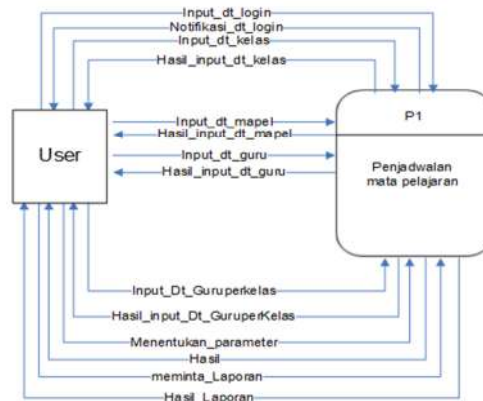 Input_dt_login
Notifikasi_dt_login
Input_dt_kelas
Hasil_input_dt_kelas
P1
Input_dt_mapel
Hasil_input_dt_mapel
User
Input_dt_guru
Penjadwalan
Hasil_input_dt_guru
mata pelajaran
Input_Dt_Guruperkelas
Hasil_input_Dt_GuruperKelas
Menentukan_parameter
Hasil
meminta_Laporan
Hasil_Laporan